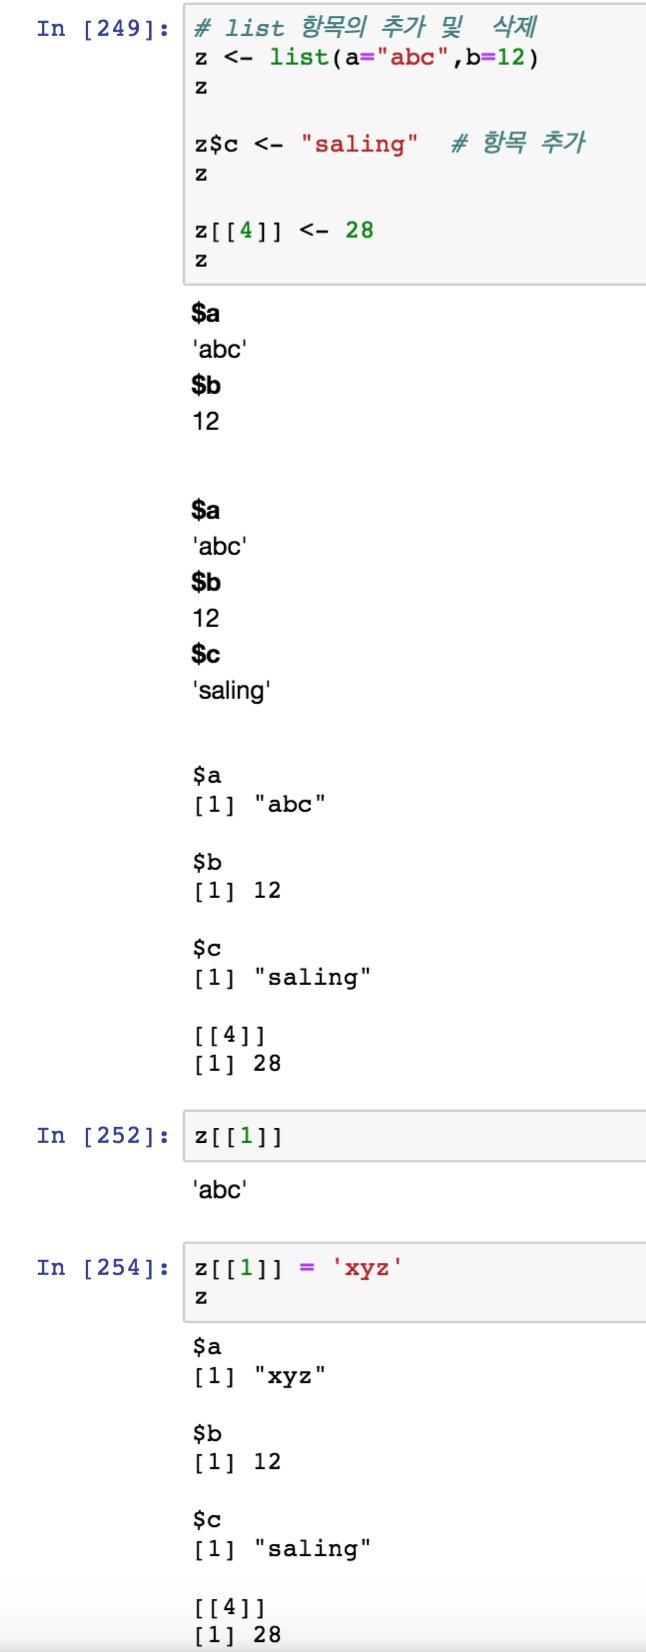 In [249]: # list 항목의 추가 및  삭제
z <- list(a="abc",b=12)
z
z$c <- "saling"  # 항목 추가
z
z[[4]] <- 28
z
$a
'abc'
$b
12
$a
'abc'
$b
12
$c
'saling'
$a
[1] "abc"
$b
[1] 12
$c
[1] "saling"
[[4]]
[1] 28
In [252]: z[[1]]
'abc'
In [254]: z[[1]] = 'xyz'
z
$a
[1] "xyz"
$b
[1] 12
$c
[1] "saling"
[[4]]
[1] 28